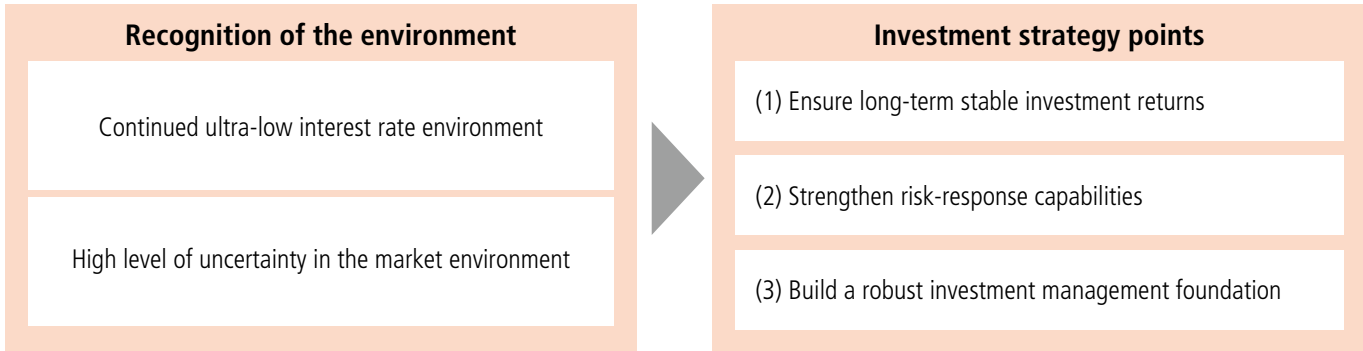 Recognition of the environment
Continued ultra-low interest rate environment
High level of uncertainty in the market environment
Investment strategy points
(1) Ensure long-term stable investment returns
(2) Strengthen risk-response capabilities
(3) Build a robust investment management foundation